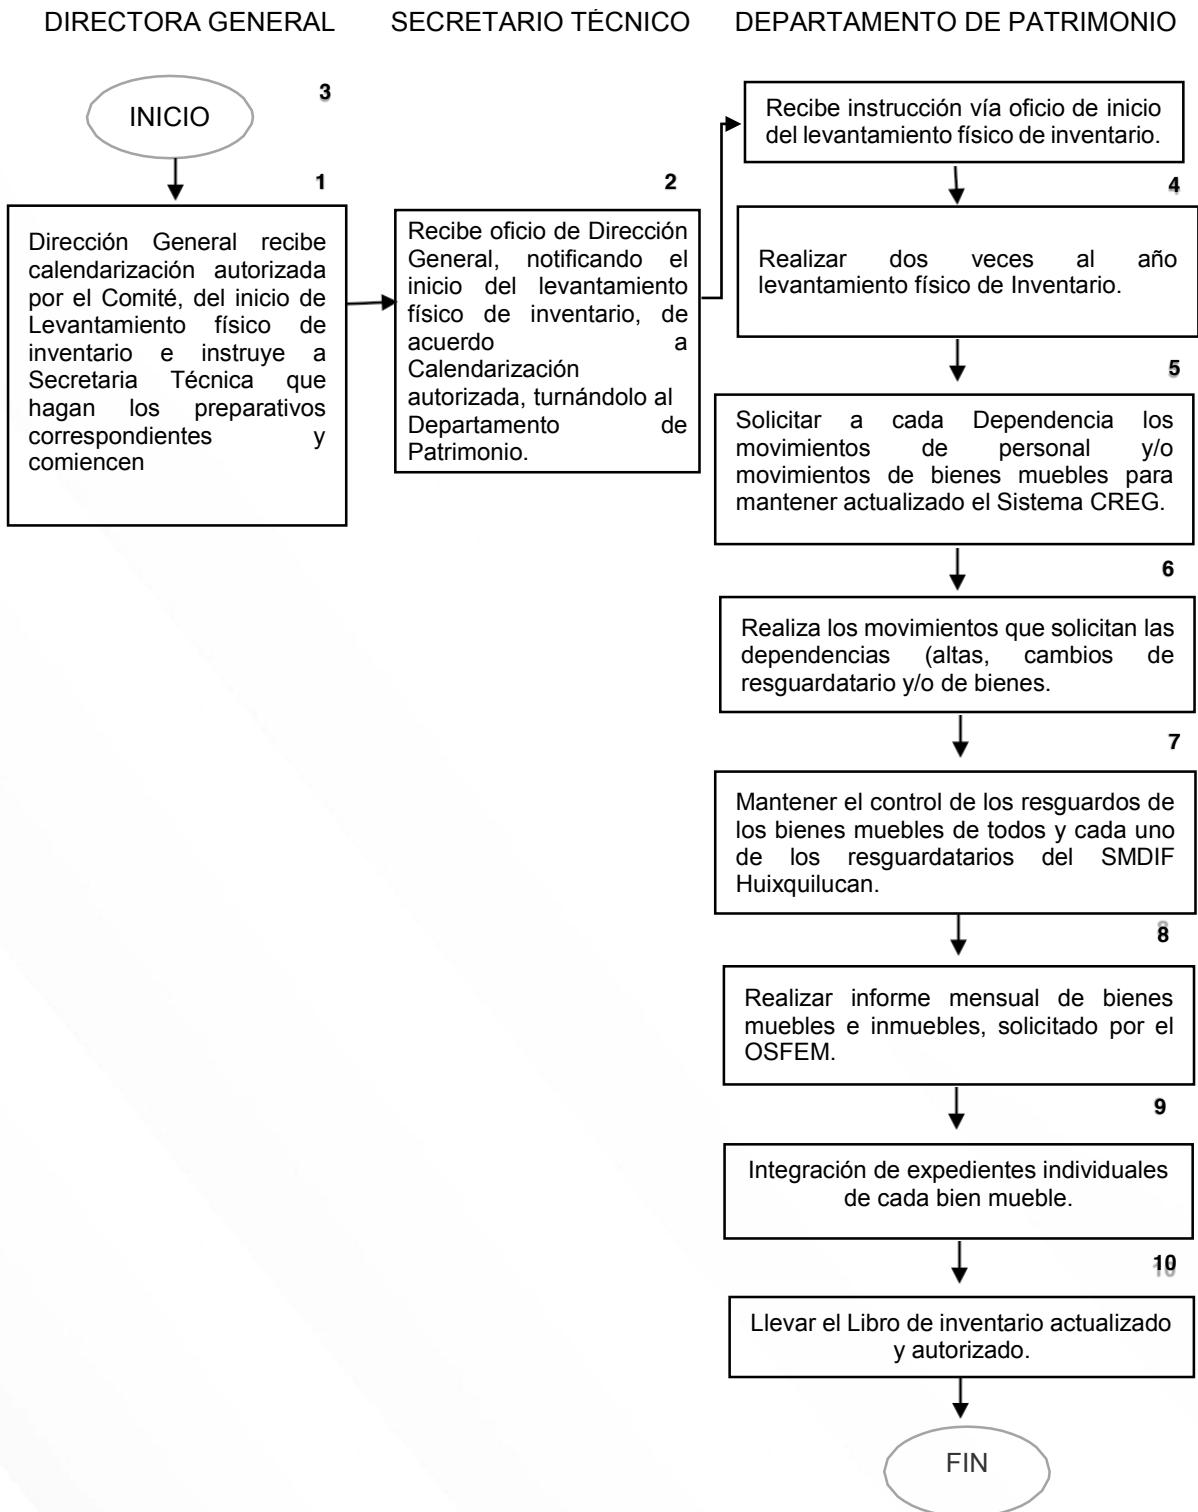 DIRECTORA GENERAL
SECRETARIO TÉCNICO
DEPARTAMENTO DE PATRIMONIO
INICIO
3
1
Dirección General recibe
calendarización autorizada
por el Comité, del inicio de
Levantamiento físico de
inventario e instruye a
Secretaria Técnica que
hagan los preparativos
correspondientes y
comiencen
2
Recibe oficio de Dirección
General, notificando el
inicio del levantamiento
físico de inventario, de
acuerdo a
Calendarización
autorizada, turnándolo al
Departamento de
Patrimonio.
Recibe instrucción vía oficio de inicio
del levantamiento físico de inventario.
4
Realizar dos veces al año
levantamiento físico de Inventario.
5
Solicitar a cada Dependencia los
movimientos de personal y/o
movimientos de bienes muebles para
mantener actualizado el Sistema CREG.
6
Realiza los movimientos que solicitan las
dependencias (altas, cambios de
resguardatario y/o de bienes.
7
Mantener el control de los resguardos de
los bienes muebles de todos y cada uno
de los resguardatarios del SMDIF
Huixquilucan.
8
Realizar informe mensual de bienes
muebles e inmuebles, solicitado por el
OSFEM.
9
Integración de expedientes individuales
de cada bien mueble.
10
Llevar el Libro de inventario actualizado
y autorizado.
FIN